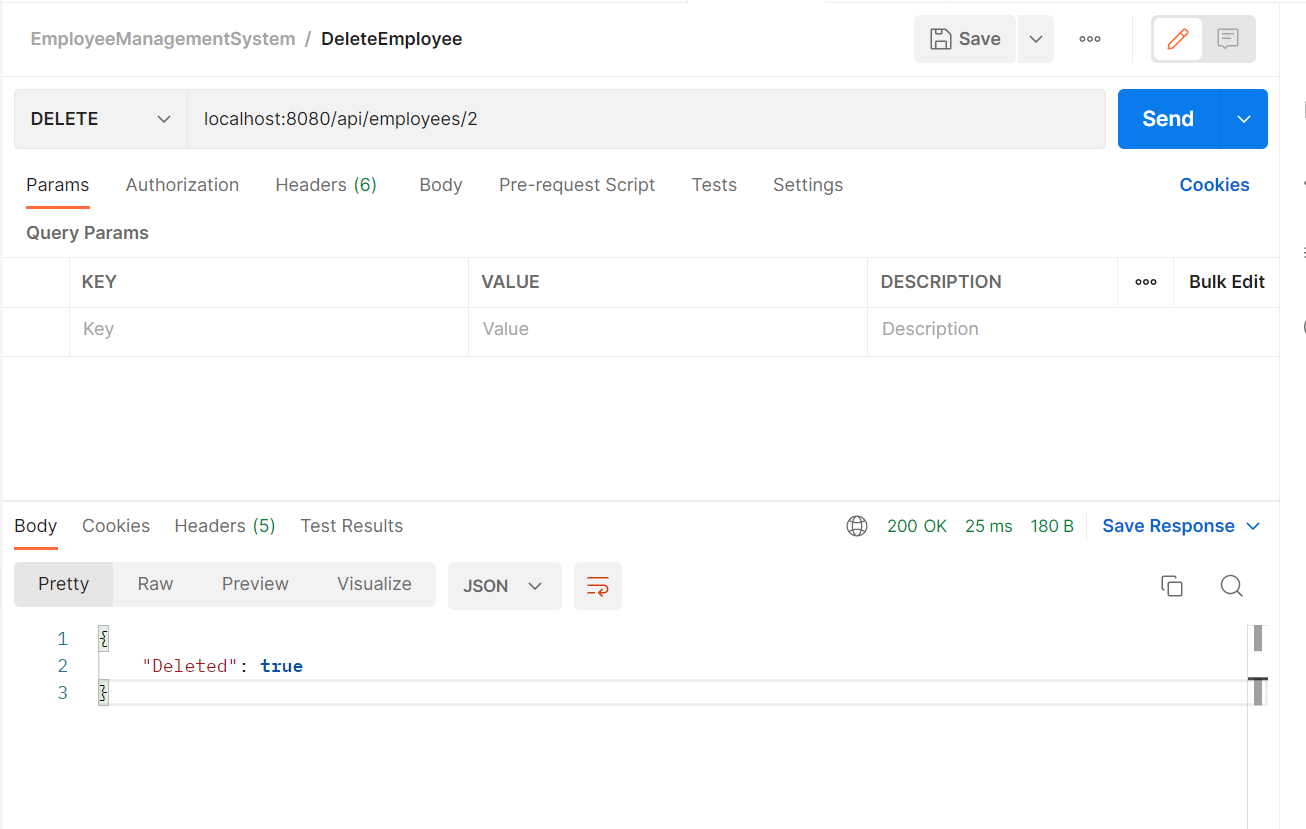 EmployeeManagementSystem / DeleteEmployee
Save
DELETE
localhost:8080/api/employees/2
Send
Params Authorization Headers (6) Body Pre-request Script Tests Settings Cookies
Query Params
KEY VALUE DESCRIPTION Bulk Edit
Key Value Description
Body Cookies Headers (5) Test Results 200 OK 25 ms 180 B Save Response
Pretty Raw Preview Visualize JSON
1 {
2 "Deleted": true
3 }